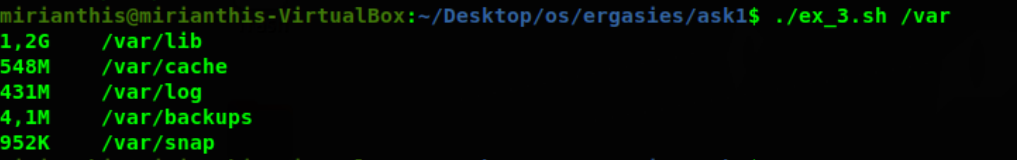 mirianthis@mirianthis-VirtualBox:~/Desktop/os/ergasies/ask1$ ./ex_3.sh /var
1,2G    /var/lib
548M    /var/cache
431M    /var/log
4,1M    /var/backups
952K    /var/snap